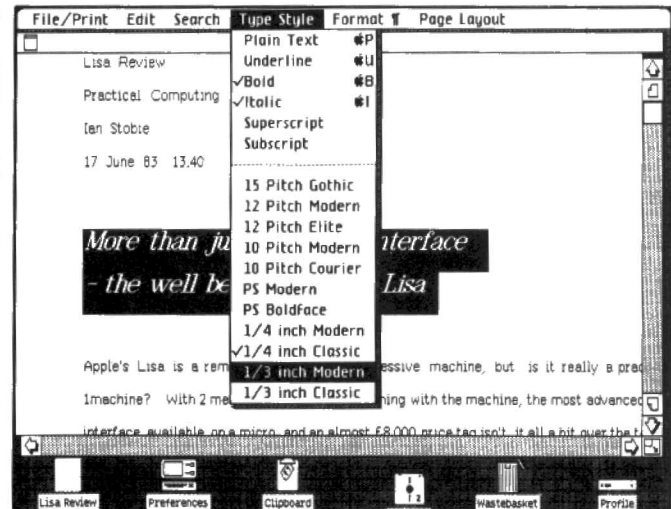 File/Print Edit Search Type Style Format ¶ Page Layout
Plain Text P
Underline U
✓Bold B
✓Italic I
Superscript
Subscript
15 Pitch Gothic
12 Pitch Modern
12 Pitch Elite
10 Pitch Modern
10 Pitch Courier
PS Modern
PS Boldface
1/4 inch Modern
✓1/4 inch Classic
1/3 inch Modern
1/3 inch Classic
Lisa Review
Practical Computing
Ian Stobie
17 June 83 13.40
More than ju nterface
- the well be Lisa
Apple's Lisa is a rem essive machine, but is it really a prac
1machine? With 2 me ning with the machine, the most advanced
interface available on a micro and an almost £8,000 price tag isn't it all a bit over the t
Lisa Review Preferences Clipboard Wastebasket Profile